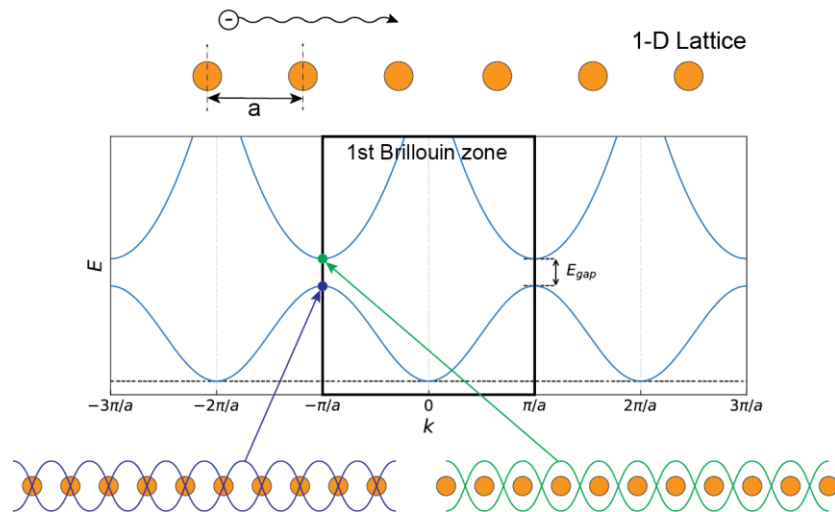 −
1-D Lattice
a
1st Brillouin zone
E
E_gap
−3π/a −2π/a −π/a 0 π/a 2π/a 3π/a
k